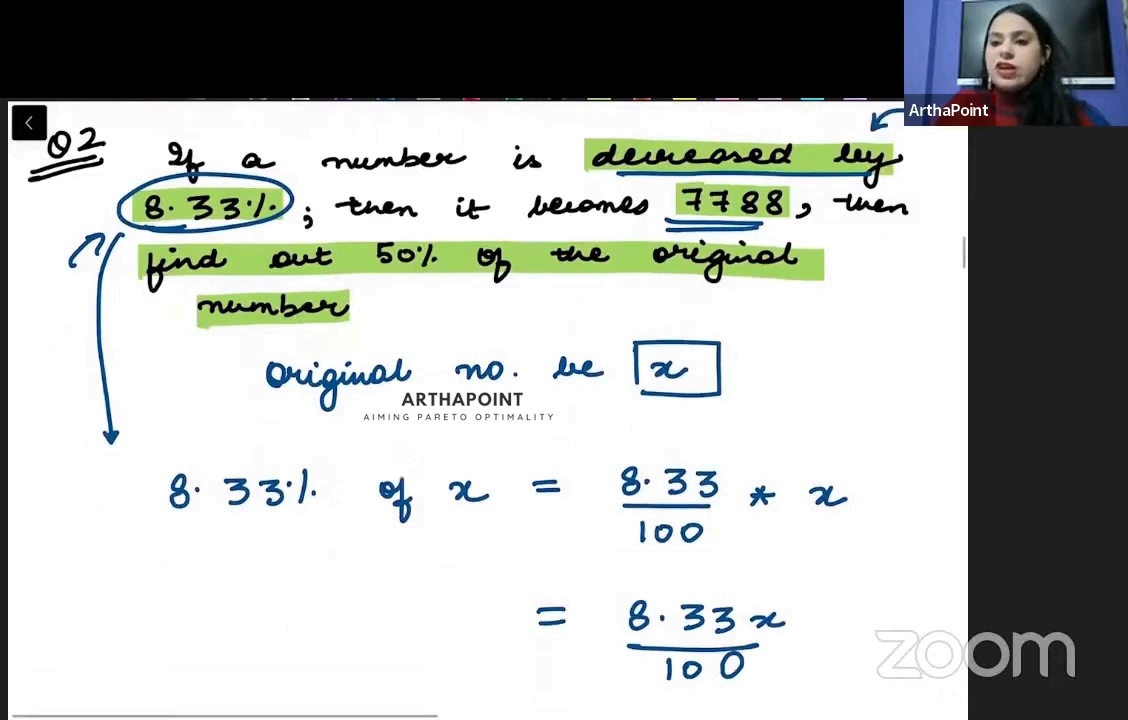 ArthaPoint
Q2 If a number is decreased by
8.33%; then it becomes 7788, then
find out 50% of the original
number
Original no. be x
ARTHAPOINT
AIMING PARETO OPTIMALITY
8.33% of x = 8.33/100 * x
= 8.33x/100
zoom